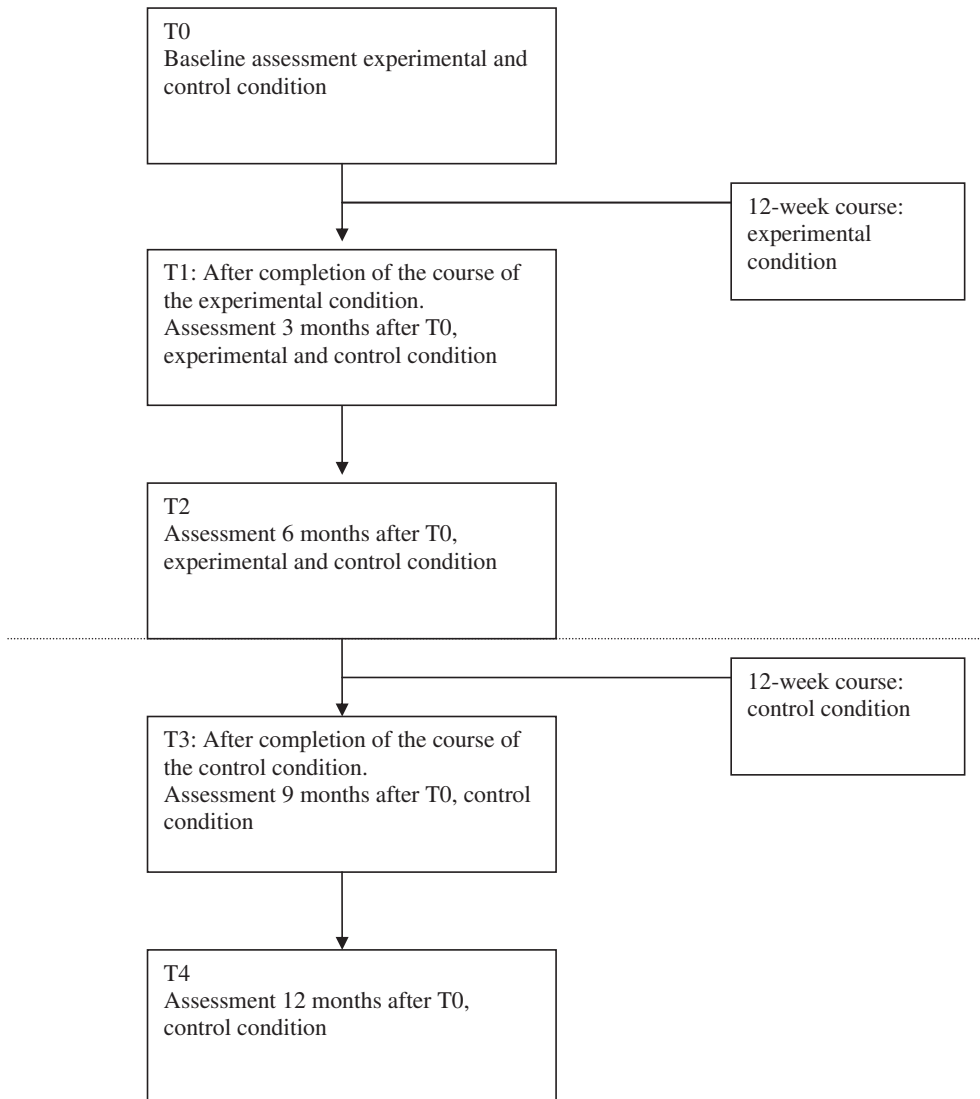 T0
Baseline assessment experimental and
control condition
12-week course:
experimental
condition
T1: After completion of the course of
the experimental condition.
Assessment 3 months after T0,
experimental and control condition
T2
Assessment 6 months after T0,
experimental and control condition
12-week course:
control condition
T3: After completion of the course of
the control condition.
Assessment 9 months after T0, control
condition
T4
Assessment 12 months after T0,
control condition